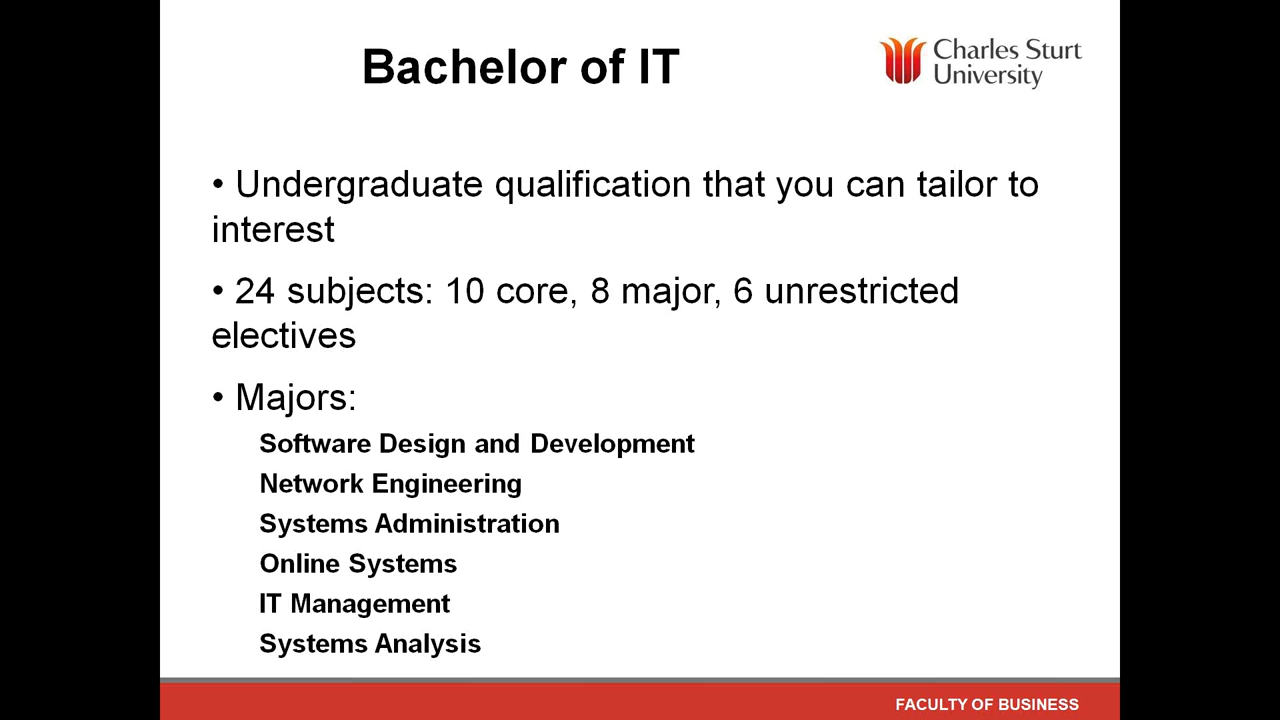 Bachelor of IT
Charles Sturt
University
• Undergraduate qualification that you can tailor to
interest
• 24 subjects: 10 core, 8 major, 6 unrestricted
electives
• Majors:
Software Design and Development
Network Engineering
Systems Administration
Online Systems
IT Management
Systems Analysis
FACULTY OF BUSINESS